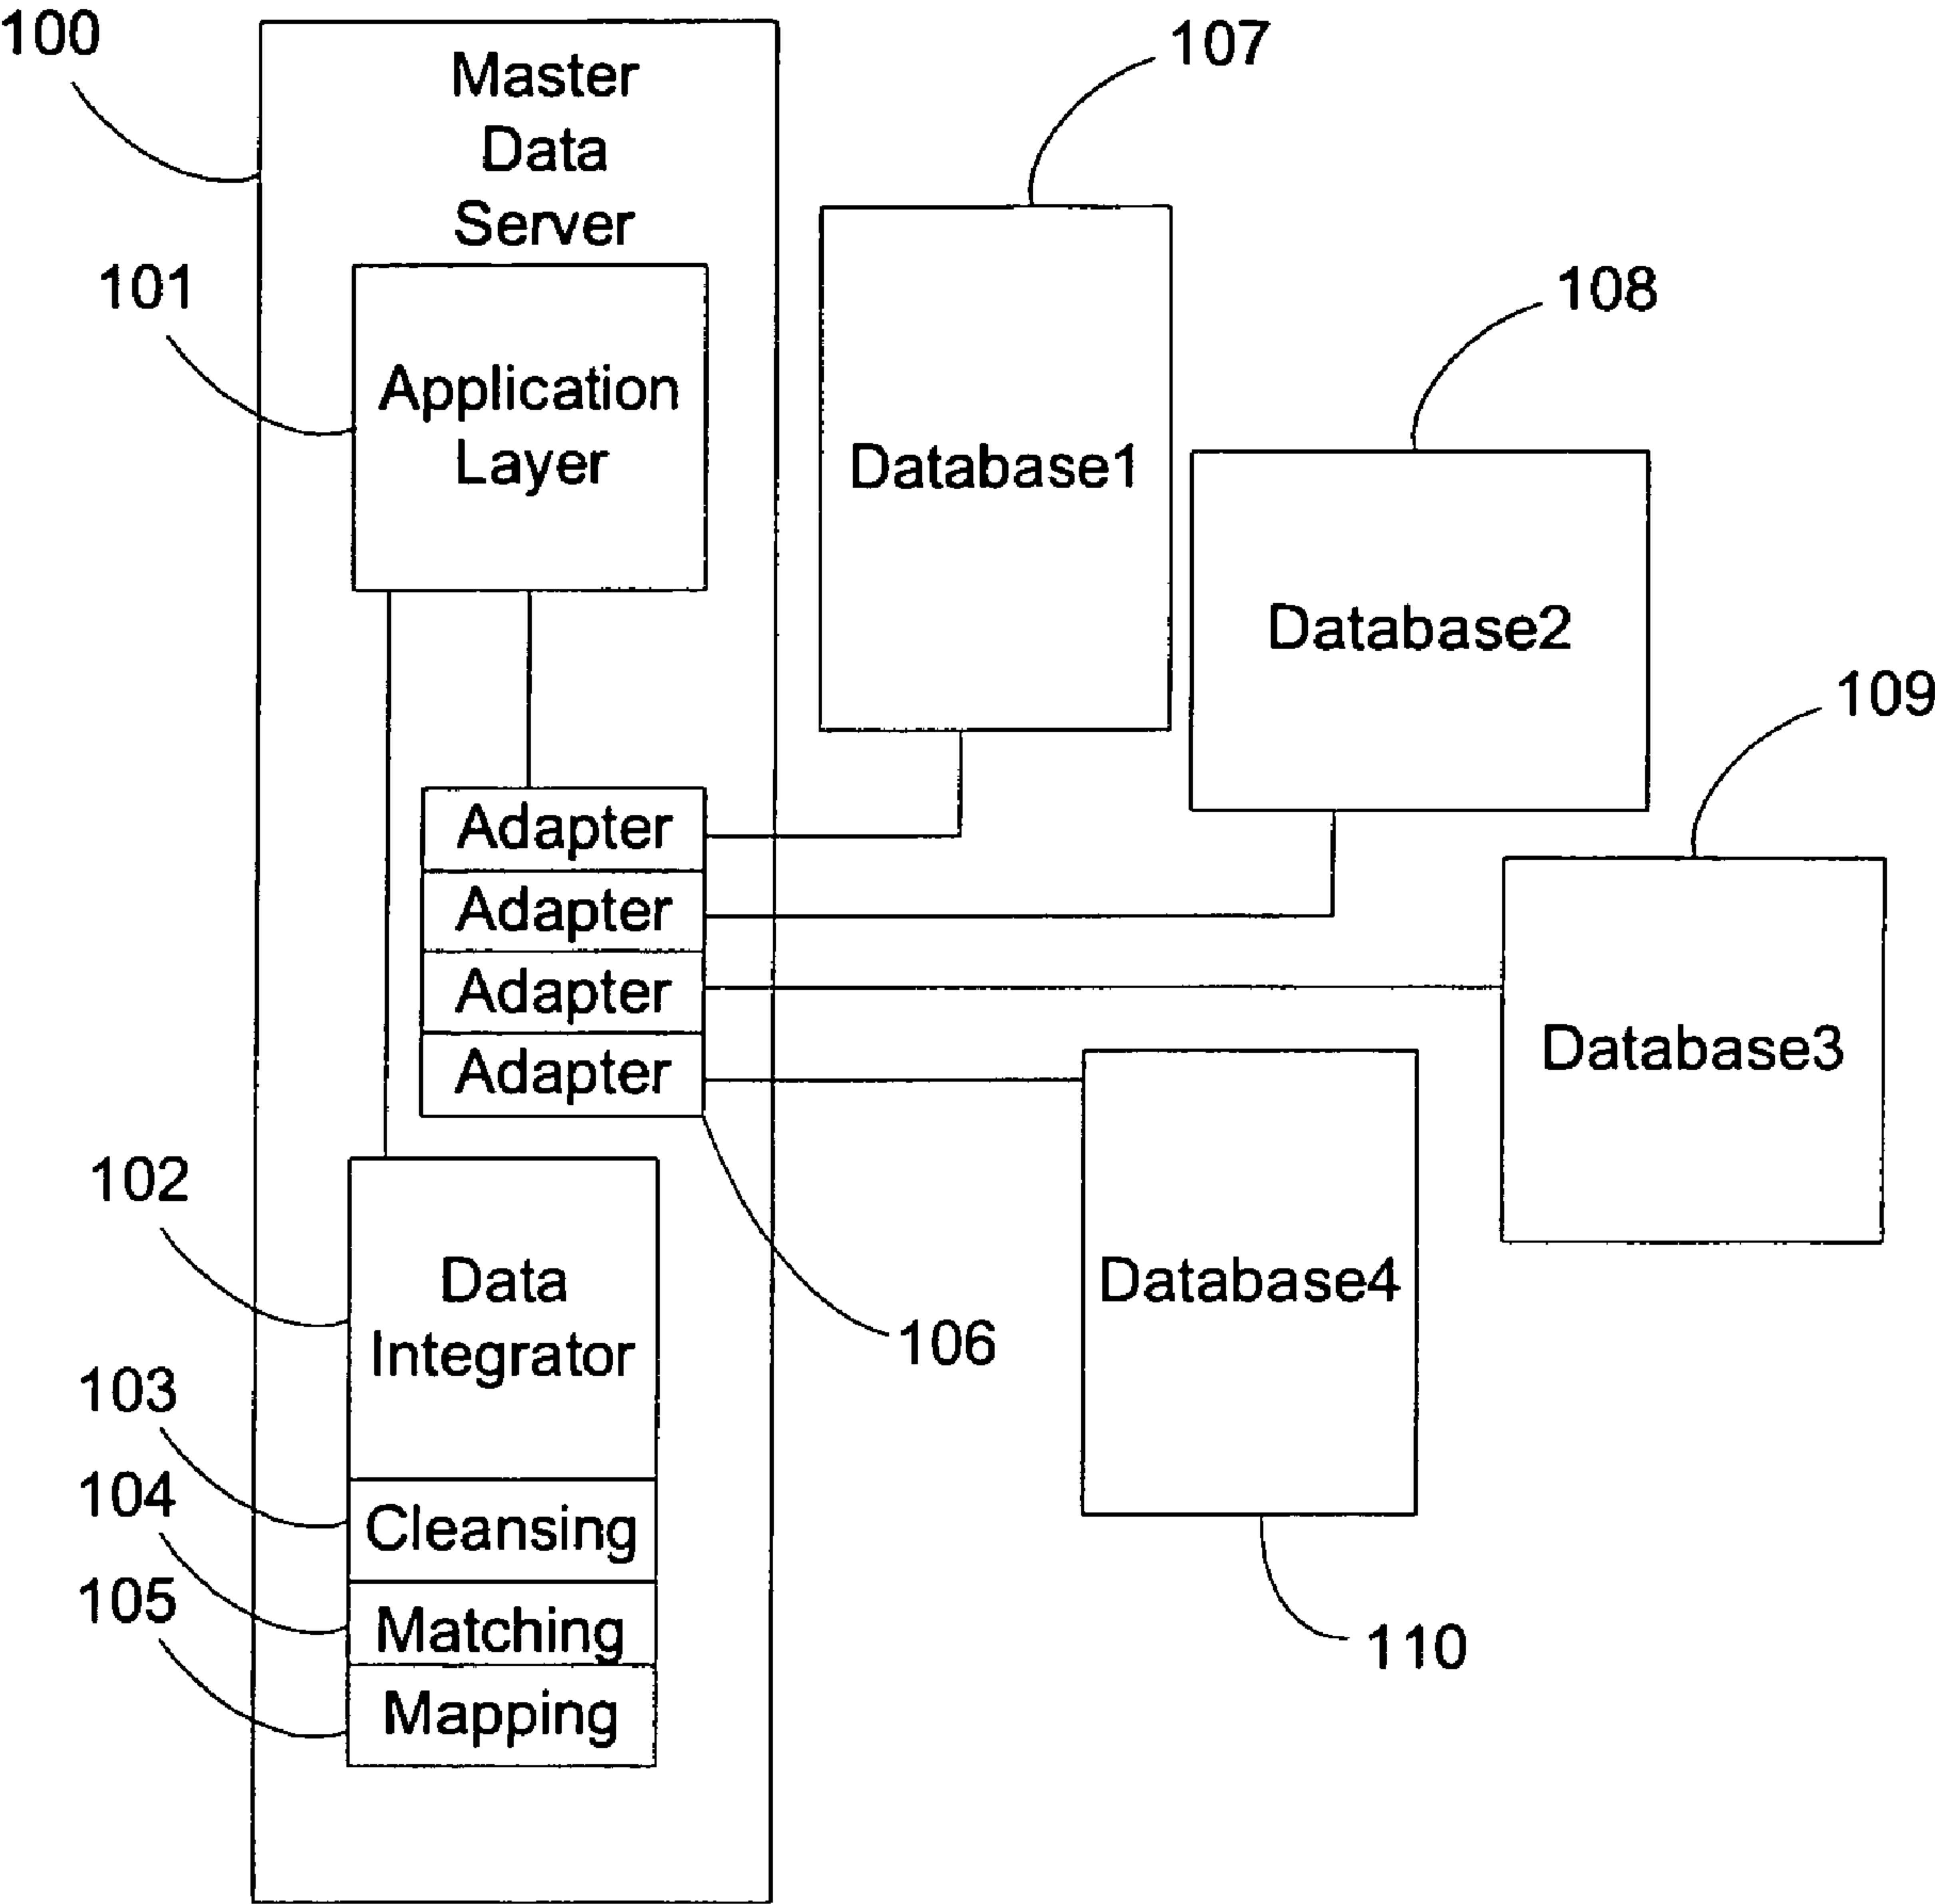 100
Master
Data
Server
107
101
Application
Layer
108
Database1
Database2
109
Adapter
Adapter
Adapter
Adapter
Database3
102
Data
Integrator
Database4
106
103
Cleansing
104
Matching
105
Mapping
110